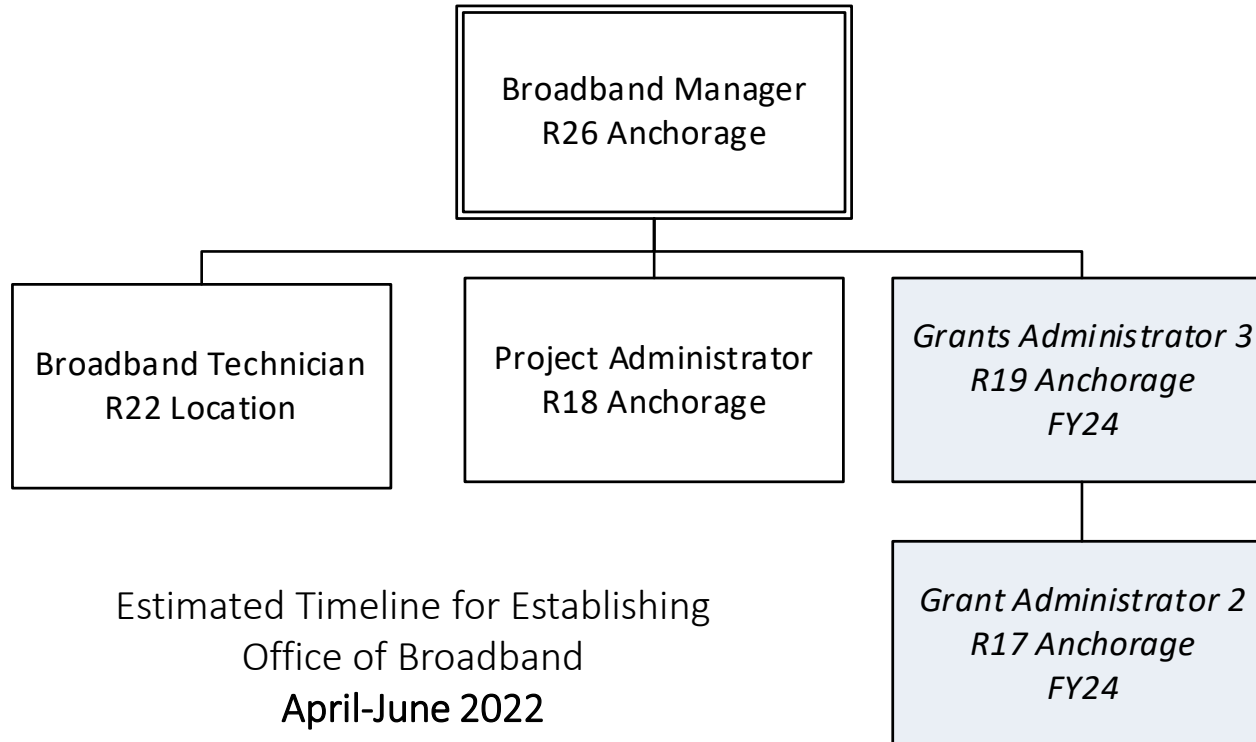 Broadband Manager
R26 Anchorage
Broadband Technician
R22 Location
Project Administrator
R18 Anchorage
Grants Administrator 3
R19 Anchorage
FY24
Grant Administrator 2
R17 Anchorage
FY24
Estimated Timeline for Establishing
Office of Broadband
April-June 2022